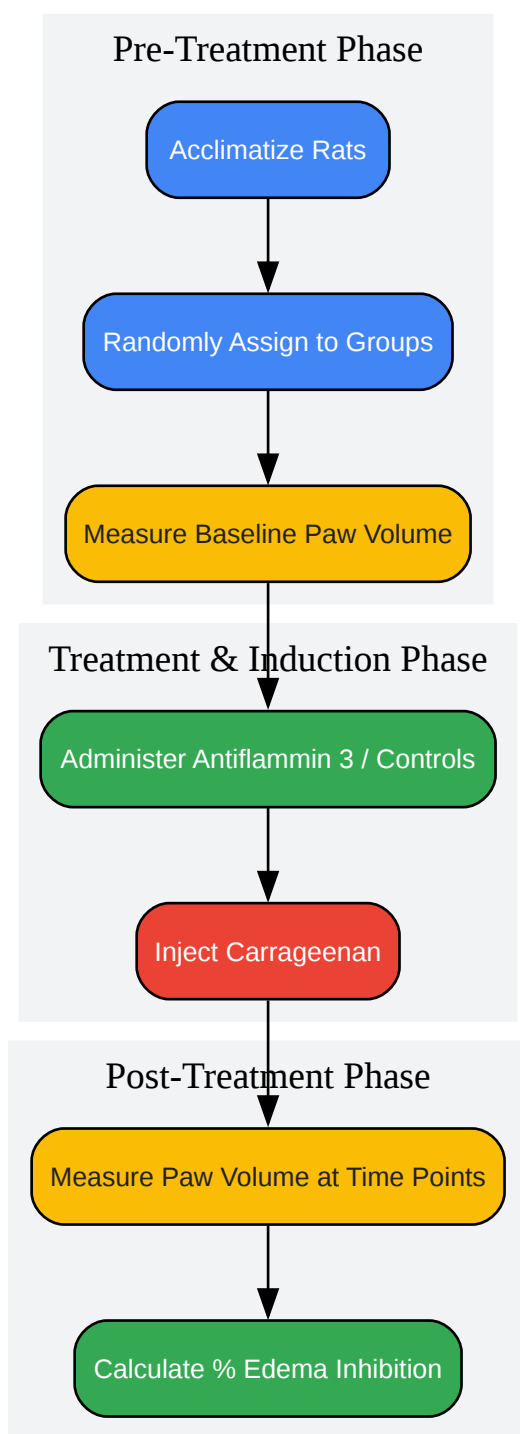 Pre-Treatment Phase
Acclimatize Rats
Randomly Assign to Groups
Measure Baseline Paw Volume
Treatment & Induction Phase
Administer Antiflammin 3 / Controls
Inject Carrageenan
Post-Treatment Phase
Measure Paw Volume at Time Points
Calculate % Edema Inhibition